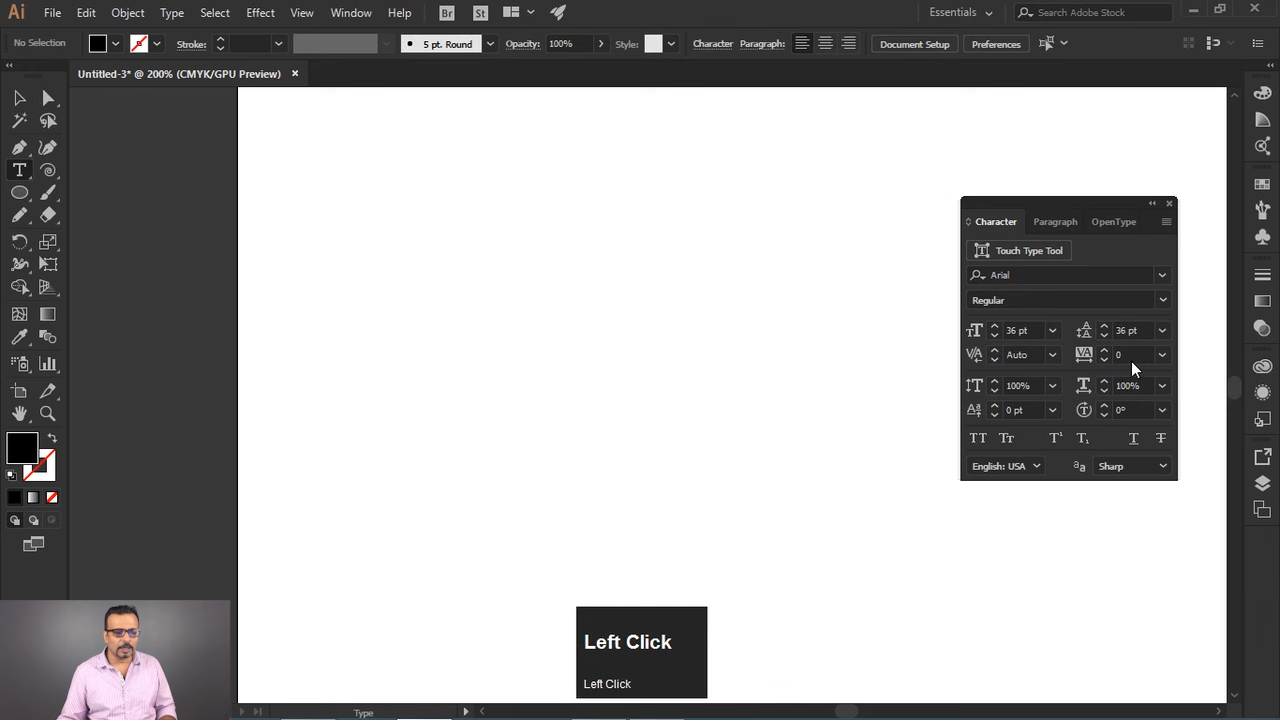 Ai File Edit Object Type Select Effect View Window Help Br St Essentials Search Adobe Stock
No Selection Stroke: 5 pt. Round Opacity: 100% Style: Character Paragraph: Document Setup Preferences
Untitled-3* @ 200% (CMYK/GPU Preview)
Character Paragraph OpenType
Touch Type Tool
Arial
Regular
36 pt 36 pt
Auto 0
100% 100%
0 pt 0°
English: USA Sharp
Left Click
Left Click
Type